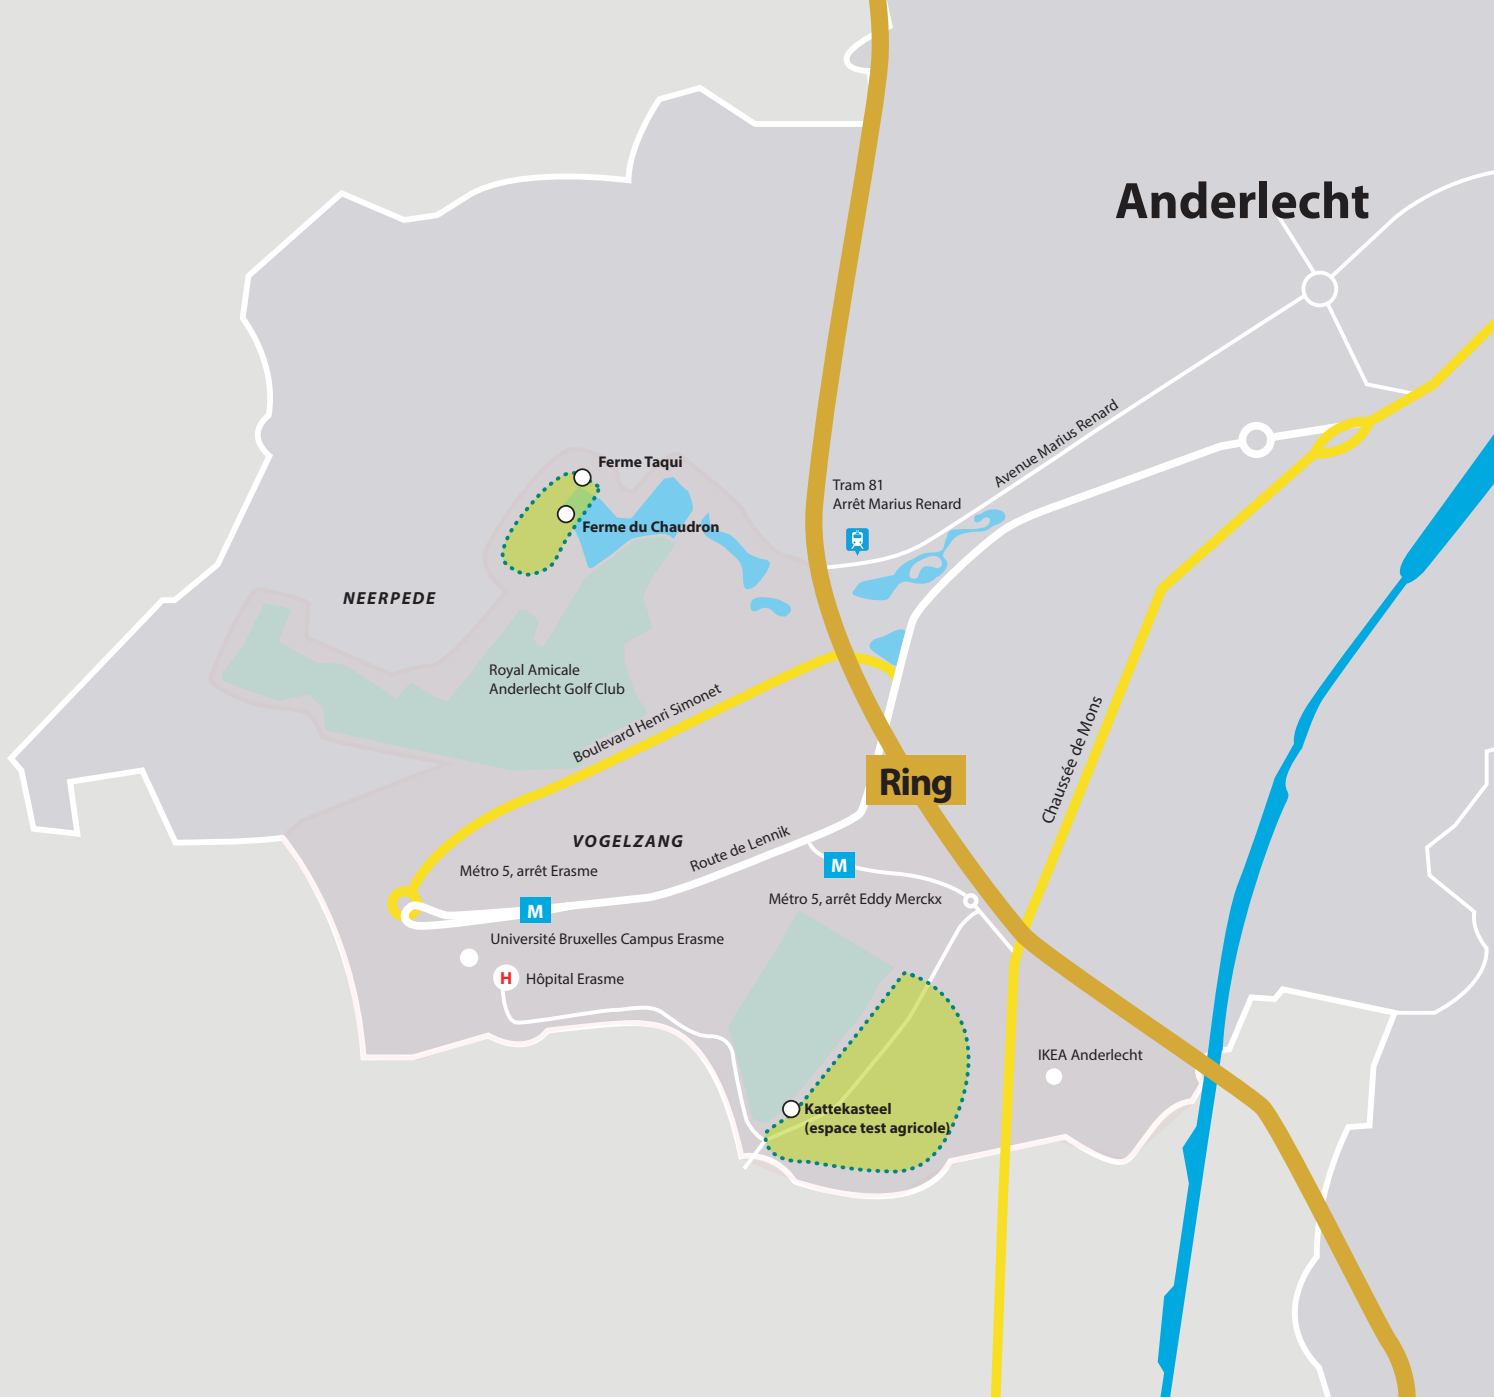 Anderlecht
Ferme Taqui
Ferme du Chaudron
Tram 81
Arrêt Marius Renard
Avenue Marius Renard
NEERPEDE
Royal Amicale
Anderlecht Golf Club
Boulevard Henri Simonet
Chaussée de Mons
Ring
VOGELZANG
Route de Lennik
Métro 5, arrêt Erasme
M
M
Métro 5, arrêt Eddy Merckx
Université Bruxelles Campus Erasme
H Hôpital Erasme
IKEA Anderlecht
Kattekasteel
(espace test agricole)